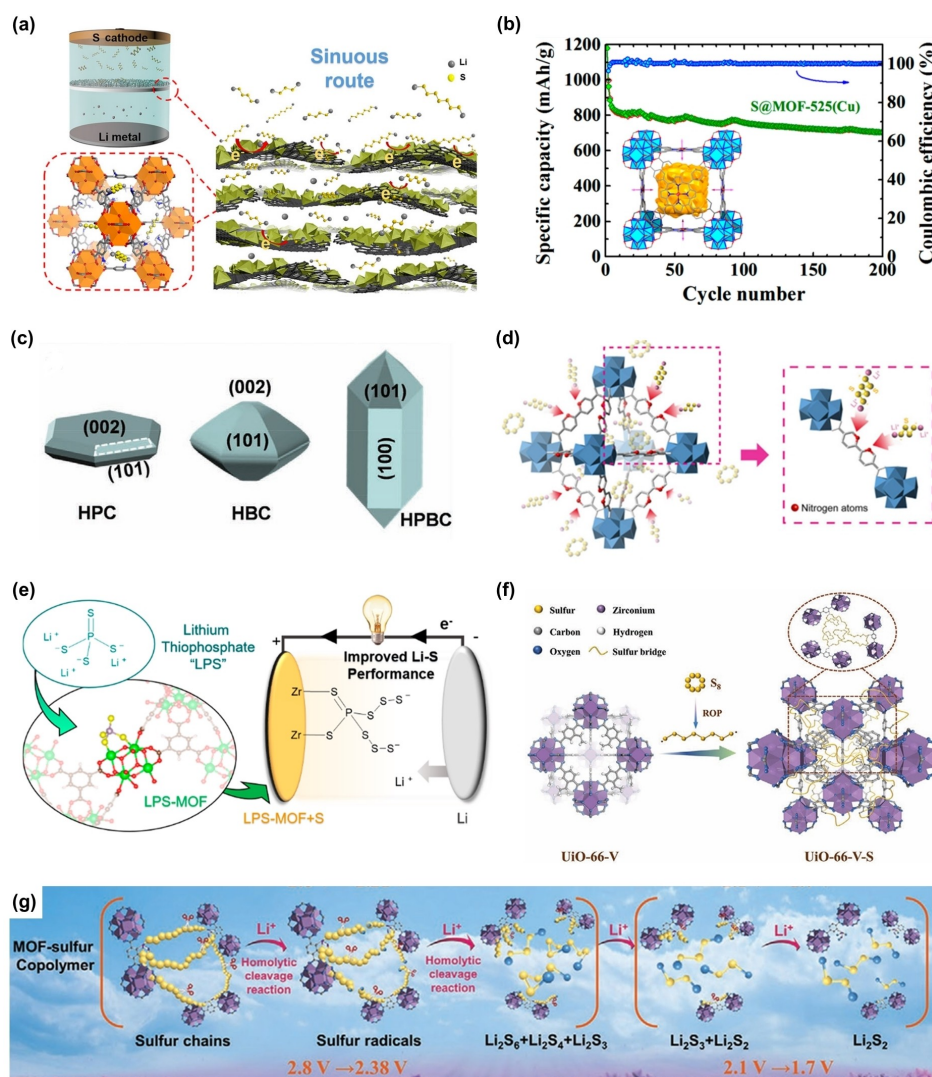 (a)
S cathode
Li metal
Sinuous
route
Li
S
e⁻
e⁻
e⁻
e⁻
e⁻
e⁻
(b)
Specific capacity (mAh/g)
1200
1000
800
600
400
200
0
S@MOF-525(Cu)
100
80
60
40
20
0
Coulombic efficiency (%)
0
50
100
150
200
Cycle number
(c)
(002)
(101)
HPC
(002)
(101)
HBC
(101)
(100)
HPBC
(d)
Li⁺
Li⁺
Nitrogen atoms
(e)
S
Li⁺
⁻S
P
S⁻
Li⁺
S⁻
Li⁺
Lithium
Thiophosphate
"LPS"
LPS-MOF
e⁻
+
-
Improved Li-S
Performance
Zr
S
P
S
S
S⁻
Zr
S
S
S
S
S⁻
Li⁺
LPS-MOF+S
Li
(f)
Sulfur
Zirconium
Carbon
Hydrogen
Oxygen
Sulfur bridge
S₈
ROP
UiO-66-V
UiO-66-V-S
(g)
MOF-sulfur
Copolymer
Li⁺
Homolytic
cleavage
reaction
Li⁺
Homolytic
cleavage
reaction
Li⁺
Li⁺
Sulfur chains
Sulfur radicals
Li₂S₆+Li₂S₄+Li₂S₃
Li₂S₃+Li₂S₂
Li₂S₂
2.8 V →2.38 V
2.1 V →1.7 V